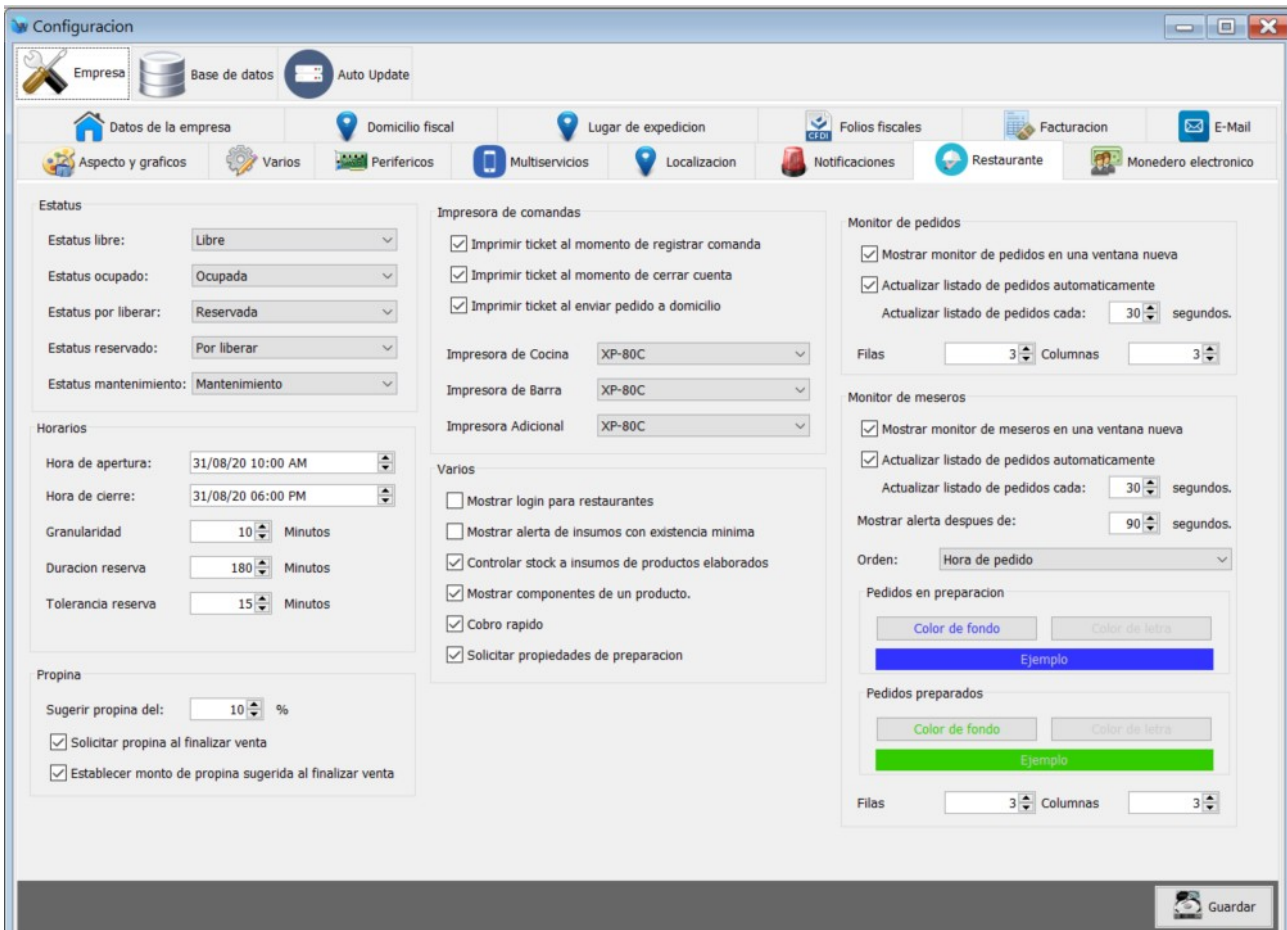 Configuracion
Empresa
Base de datos
Auto Update
Datos de la empresa
Domicilio fiscal
Lugar de expedicion
CFDI
Folios fiscales
Facturacion
E-Mail
Aspecto y graficos
Varios
Perifericos
Multiservicios
Localizacion
Notificaciones
Restaurante
Monedero electronico
Estatus
Estatus libre: Libre
Estatus ocupado: Ocupada
Estatus por liberar: Reservada
Estatus reservado: Por liberar
Estatus mantenimiento: Mantenimiento
Horarios
Hora de apertura: 31/08/20 10:00 AM
Hora de cierre: 31/08/20 06:00 PM
Granularidad 10 Minutos
Duracion reserva 180 Minutos
Tolerancia reserva 15 Minutos
Propina
Sugerir propina del: 10 %
Solicitar propina al finalizar venta
Establecer monto de propina sugerida al finalizar venta
Impresora de comandas
Imprimir ticket al momento de registrar comanda
Imprimir ticket al momento de cerrar cuenta
Imprimir ticket al enviar pedido a domicilio
Impresora de Cocina XP-80C
Impresora de Barra XP-80C
Impresora Adicional XP-80C
Varios
Mostrar login para restaurantes
Mostrar alerta de insumos con existencia minima
Controlar stock a insumos de productos elaborados
Mostrar componentes de un producto.
Cobro rapido
Solicitar propiedades de preparacion
Monitor de pedidos
Mostrar monitor de pedidos en una ventana nueva
Actualizar listado de pedidos automaticamente
Actualizar listado de pedidos cada: 30 segundos.
Filas 3 Columnas 3
Monitor de meseros
Mostrar monitor de meseros en una ventana nueva
Actualizar listado de pedidos automaticamente
Actualizar listado de pedidos cada: 30 segundos.
Mostrar alerta despues de: 90 segundos.
Orden: Hora de pedido
Pedidos en preparacion
Color de fondo Color de letra
Ejemplo
Pedidos preparados
Color de fondo Color de letra
Ejemplo
Filas 3 Columnas 3
Guardar